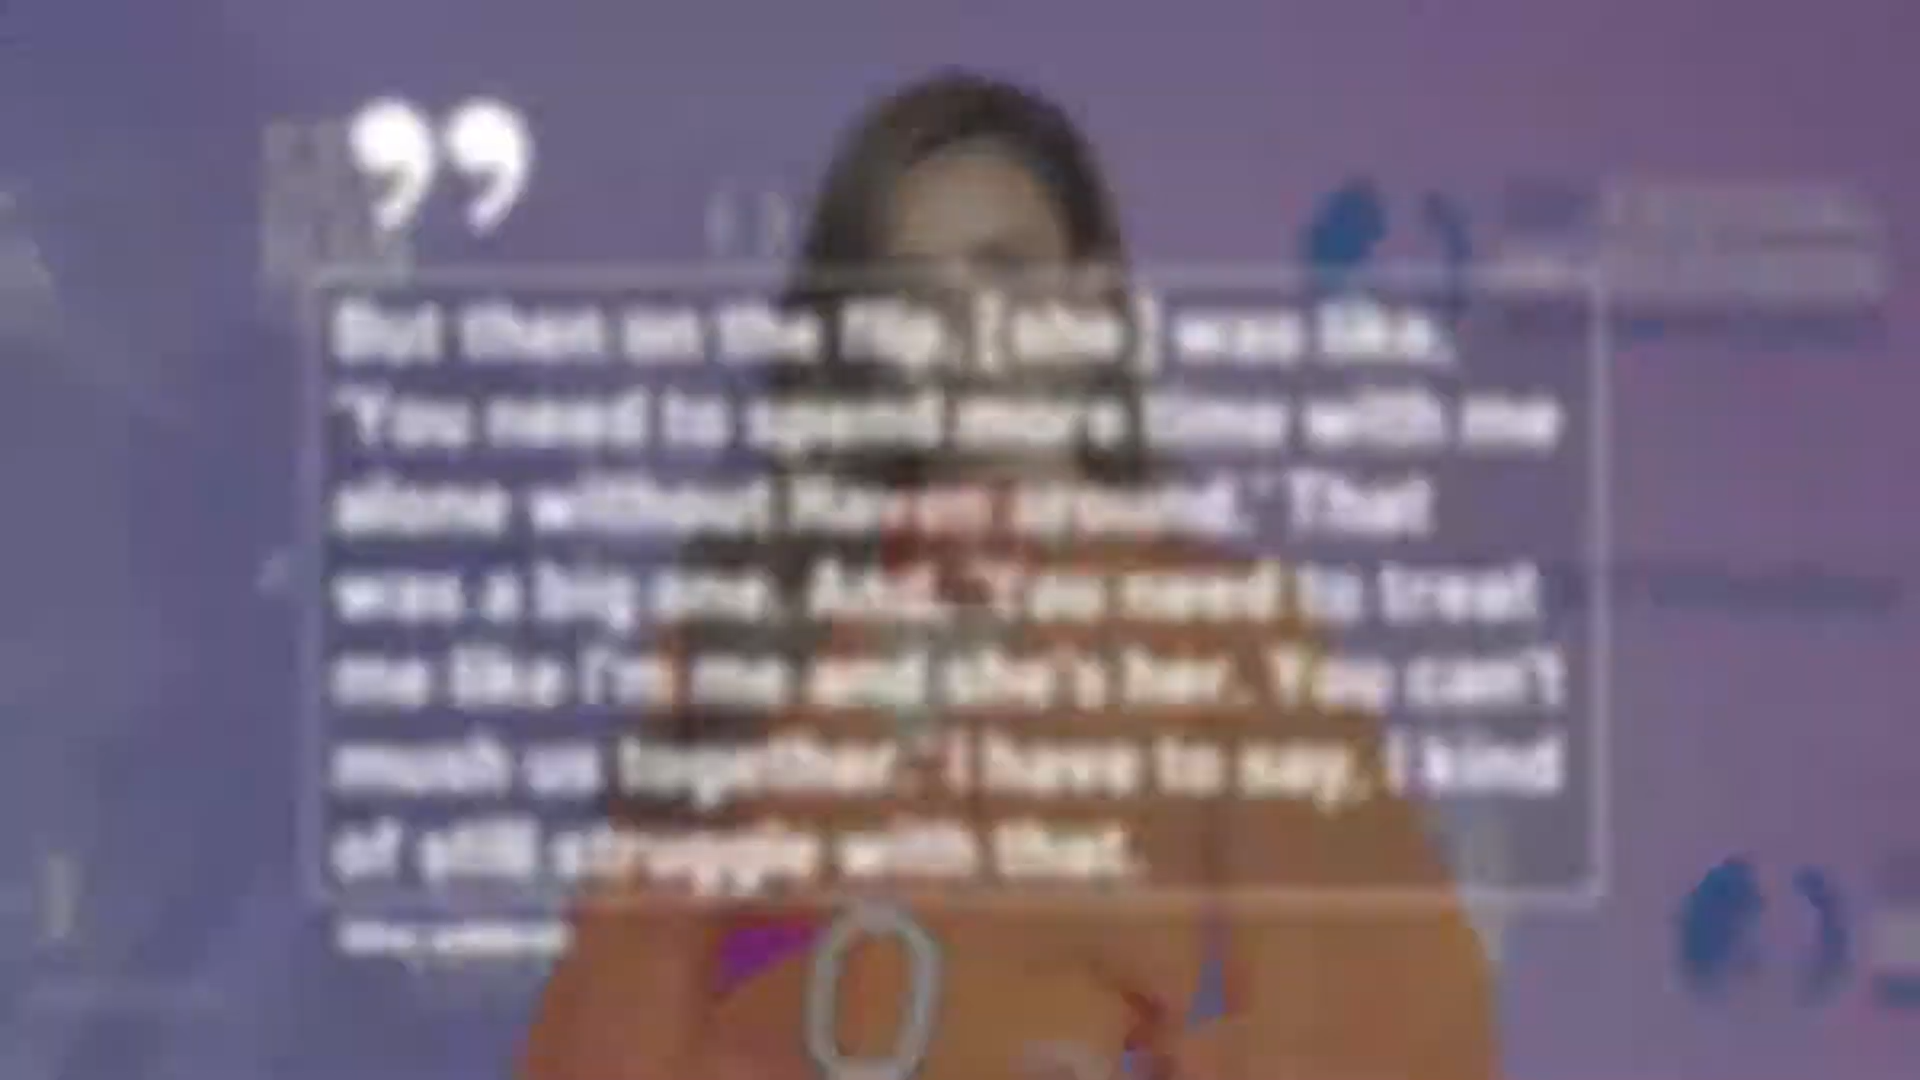 ”
But then on the flip, [she] was like,
"You need to spend more time with me
alone without Raven around." That
was a big one. And, "You need to treat
me like I'm me and she's her. You can't
mush us together." I have to say, I kind
of still struggle with that.